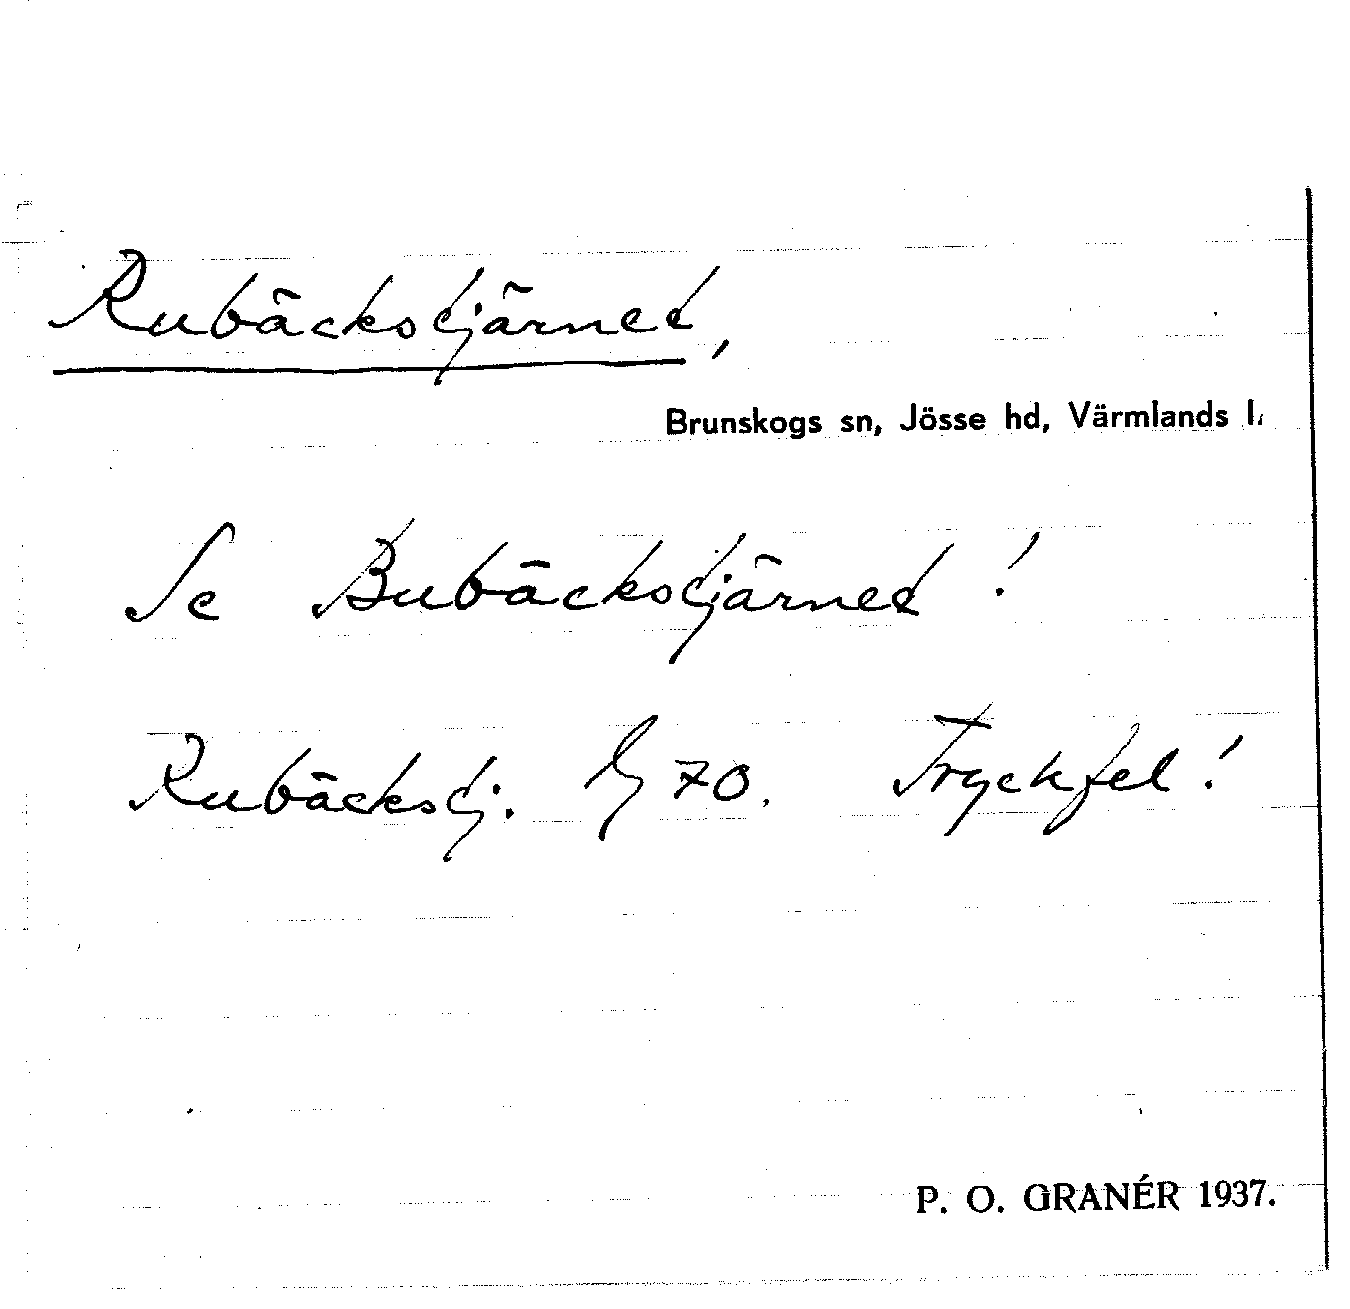 Rubäckstjärnet,
Brunskogs sn, Jösse hd, Värmlands l.
Se Bubäckstjärnet!
Rubäckstj. 70. Tryckfel!
P. O. GRANÉR 1937.